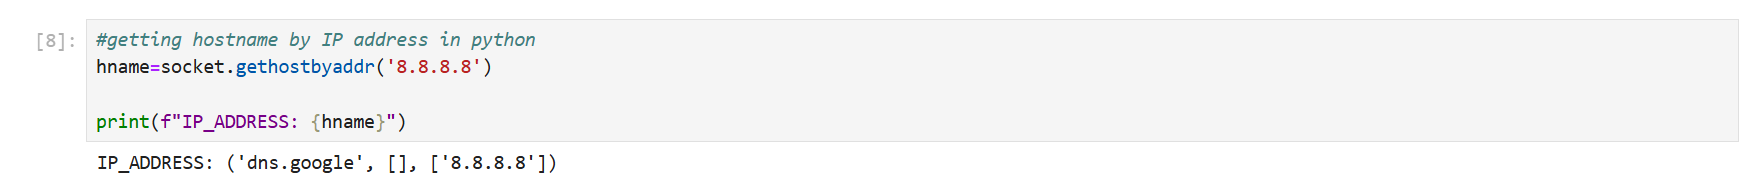 [8]: #getting hostname by IP address in python
hname=socket.gethostbyaddr('8.8.8.8')
print(f"IP_ADDRESS: {hname}")
IP_ADDRESS: ('dns.google', [], ['8.8.8.8'])